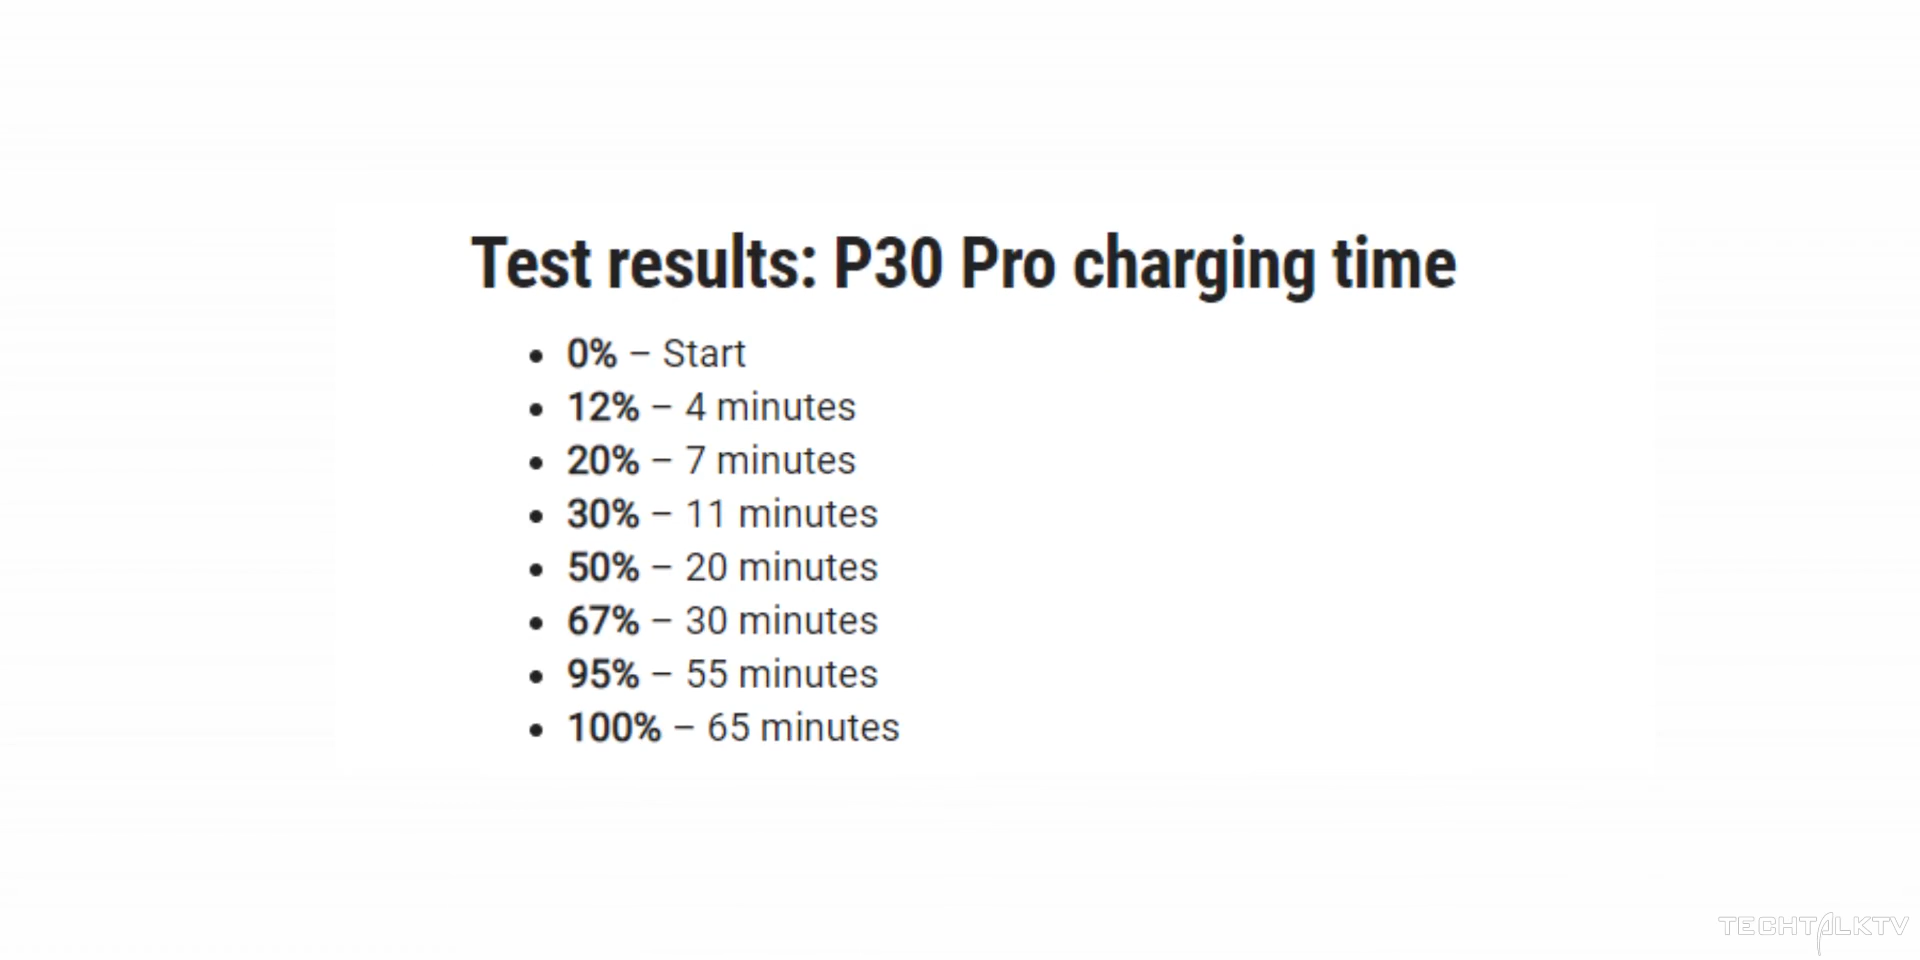 Test results: P30 Pro charging time
• 0% – Start
• 12% – 4 minutes
• 20% – 7 minutes
• 30% – 11 minutes
• 50% – 20 minutes
• 67% – 30 minutes
• 95% – 55 minutes
• 100% – 65 minutes
TECHTALKTV